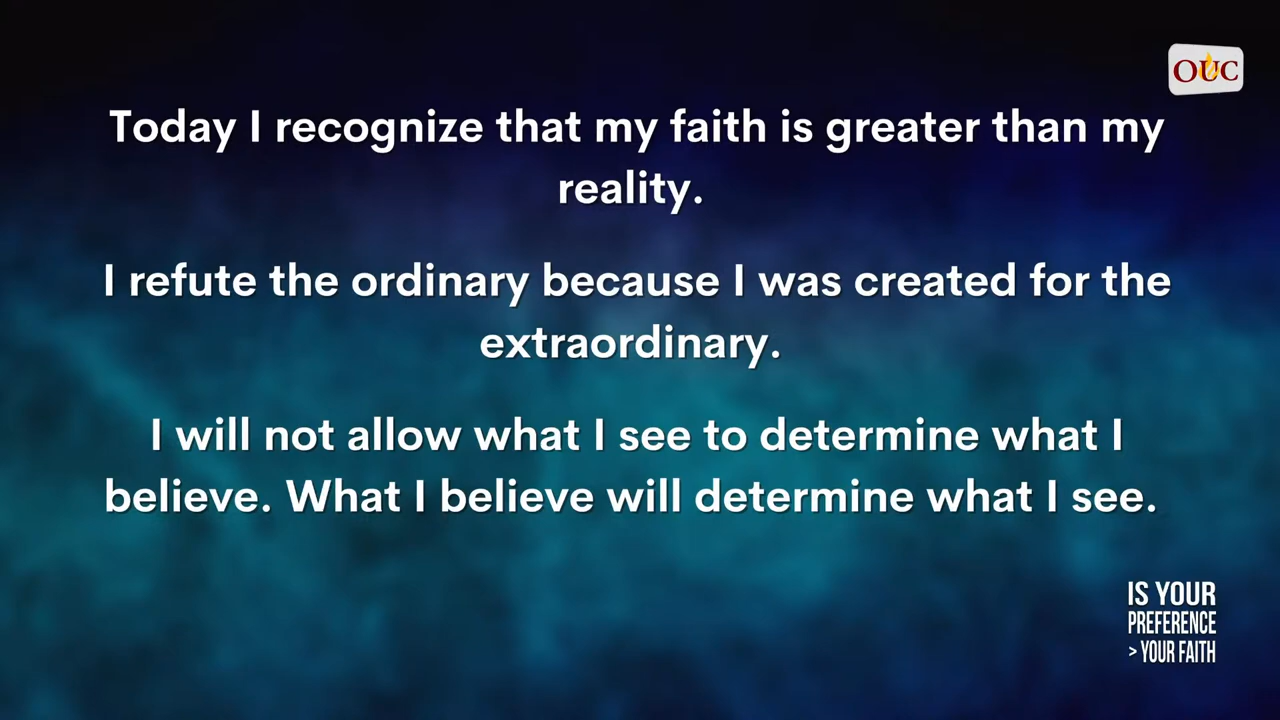 OUC
Today I recognize that my faith is greater than my
reality.
I refute the ordinary because I was created for the
extraordinary.
I will not allow what I see to determine what I
believe. What I believe will determine what I see.
IS YOUR
PREFERENCE
> YOUR FAITH